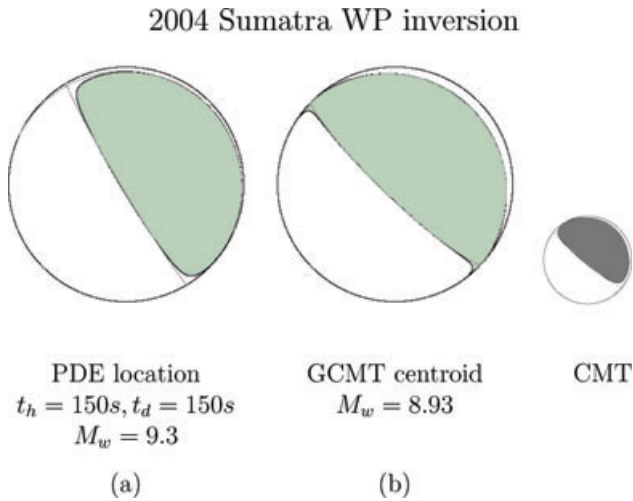 2004 Sumatra WP inversion
PDE location
t_h = 150s, t_d = 150s
M_w = 9.3
(a)
GCMT centroid
M_w = 8.93
(b)
CMT